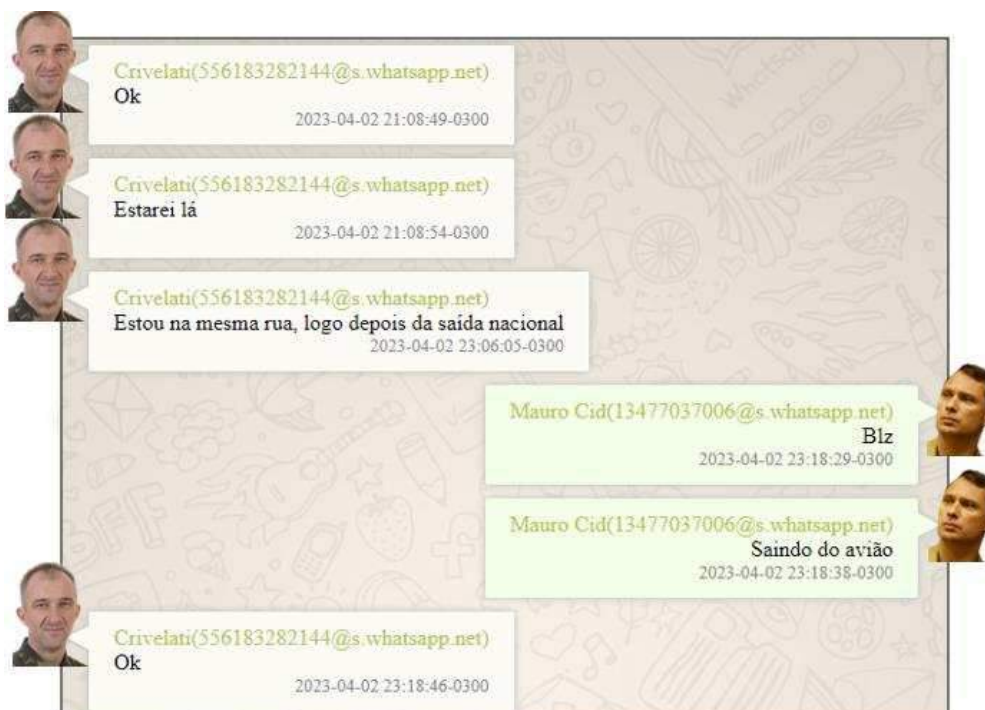 Crivelati(556183282144@s.whatsapp.net)
Ok
2023-04-02 21:08:49-0300
Crivelati(556183282144@s.whatsapp.net)
Estarei lá
2023-04-02 21:08:54-0300
Crivelati(556183282144@s.whatsapp.net)
Estou na mesma rua, logo depois da saída nacional
2023-04-02 23:06:05-0300
Mauro Cid(13477037006@s.whatsapp.net)
Blz
2023-04-02 23:18:29-0300
Mauro Cid(13477037006@s.whatsapp.net)
Saindo do avião
2023-04-02 23:18:38-0300
Crivelati(556183282144@s.whatsapp.net)
Ok
2023-04-02 23:18:46-0300